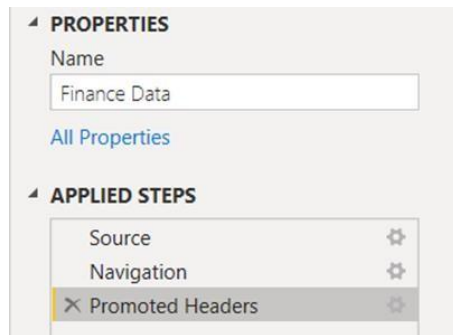 PROPERTIES
Name
Finance Data
All Properties
APPLIED STEPS
Source
Navigation
Promoted Headers